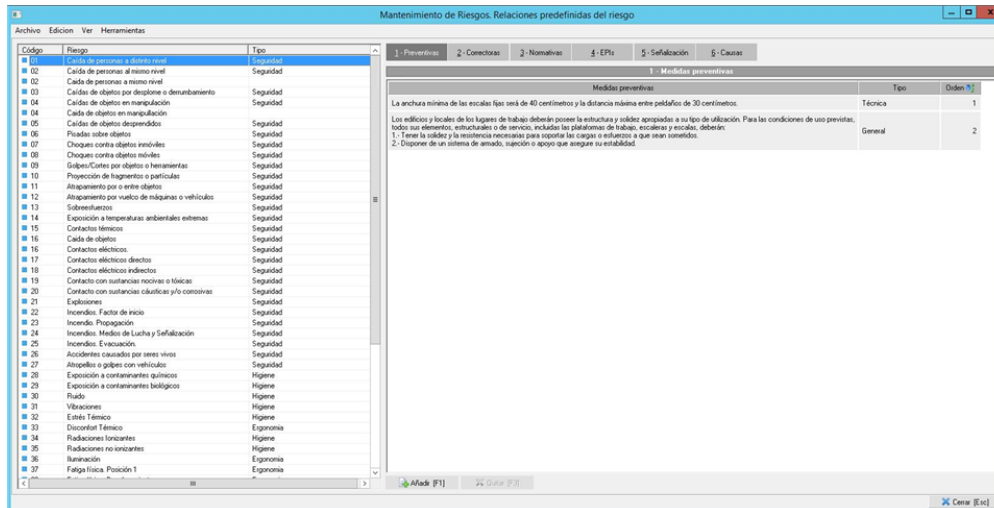 Mantenimiento de Riesgos. Relaciones predefinidas del riesgo
Archivo Edicion Ver Herramientas
Código Riesgo Tipo
01 Caída de personas a distinto nivel Seguridad
02 Caída de personas al mismo nivel Seguridad
02 Caida de personas a mismo nivel
03 Caídas de objetos por desplome o derrumbamiento Seguridad
04 Caídas de objetos en manipulación Seguridad
04 Caida de objetos en manipullación
05 Caídas de objetos desprendidos Seguridad
06 Pisadas sobre objetos Seguridad
07 Choques contra objetos inmóviles Seguridad
08 Choques contra objetos móviles Seguridad
09 Golpes/Cortes por objetos o herramientas Seguridad
10 Proyección de fragmentos o partículas Seguridad
11 Atrapamiento por o entre objetos Seguridad
12 Atrapamiento por vuelco de máquinas o vehículos Seguridad
13 Sobreesfuerzos Seguridad
14 Exposición a temperaturas ambientales extremas Seguridad
15 Contactos térmicos Seguridad
16 Caida de objetos Seguridad
16 Contactos eléctricos. Seguridad
17 Contactos eléctricos directos Seguridad
18 Contactos eléctricos indirectos Seguridad
19 Contacto con sustancias nocivas o tóxicas Seguridad
20 Contacto con sustancias cáusticas y/o corrosivas Seguridad
21 Explosiones Seguridad
22 Incendios. Factor de inicio Seguridad
23 Incendio. Propagación Seguridad
24 Incendios. Medios de Lucha y Señalización Seguridad
25 Incendios. Evacuación. Seguridad
26 Accidentes causados por seres vivos Seguridad
27 Atropellos o golpes con vehículos Seguridad
28 Exposición a contaminantes químicos Higiene
29 Exposición a contaminantes biológicos Higiene
30 Ruido Higiene
31 Vibraciones Higiene
32 Estrés Térmico Higiene
33 Disconfort Térmico Ergonomia
34 Radiaciones Ionizantes Higiene
35 Radiaciones no ionizantes Higiene
36 Iluminación Ergonomia
37 Fatiga física. Posición 1 Ergonomia
1 - Preventivas 2 - Correctoras 3 - Normativas 4 - EPIs 5 - Señalización 6 - Causas
1 - Medidas preventivas
Medidas preventivas Tipo Orden
La anchura mínima de las escalas fijas será de 40 centímetros y la distancia máxima entre peldaños de 30 centímetros. Técnica 1
Los edificios y locales de los lugares de trabajo deberán poseer la estructura y solidez apropiadas a su tipo de utilización. Para las condiciones de uso previstas,
todos sus elementos, estructurales o de servicio, incluidas las plataformas de trabajo, escaleras y escalas, deberán:
1.- Tener la solidez y la resistencia necesarias para soportar las cargas o esfuerzos a que sean sometidos.
2.- Disponer de un sistema de armado, sujeción o apoyo que asegure su estabilidad.
General 2
Añadir [F1] Quitar [F3]
Cerrar [Esc]